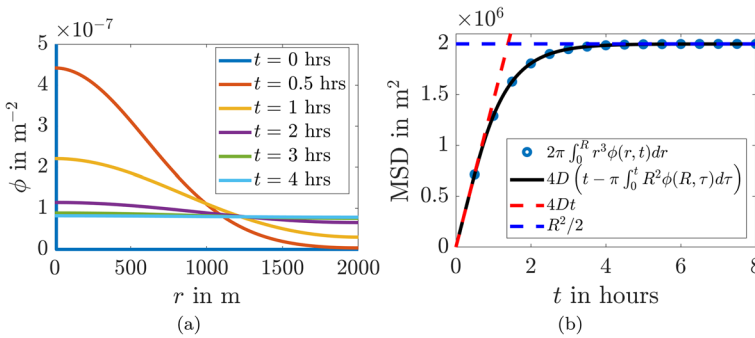 ×10⁻⁷
5
4
3
2
1
0
ϕ in m⁻²
t = 0 hrs
t = 0.5 hrs
t = 1 hrs
t = 2 hrs
t = 3 hrs
t = 4 hrs
0 500 1000 1500 2000
r in m
(a)
×10⁶
2
1.5
1
0.5
0
MSD in m²
2π ∫₀ᴿ r³ϕ(r, t)dr
4D (t − π ∫₀ᵗ R²ϕ(R, τ)dτ)
4Dt
R²/2
0 2 4 6 8
t in hours
(b)